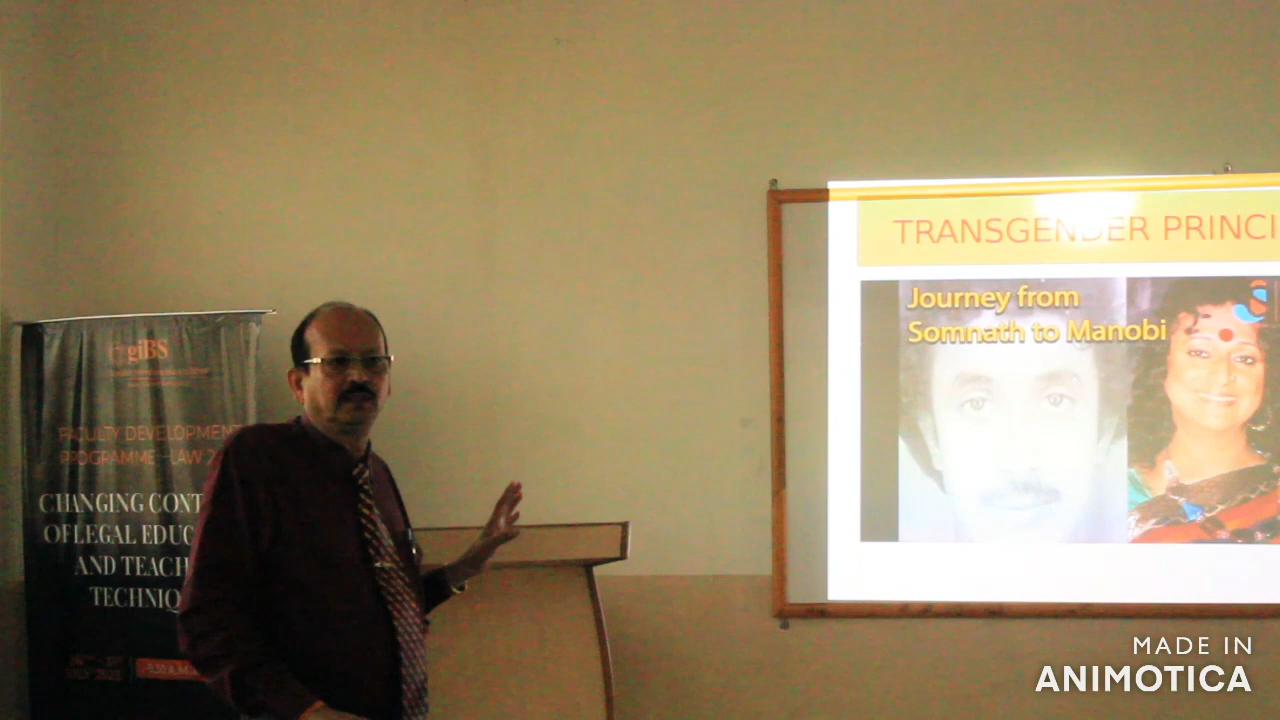 giBS
FACULTY DEVELOPMENT
PROGRAMME - LAW
CHANGING CONT
OF LEGAL EDUC
AND TEACH
TECHNIQ
TRANSGENDER PRINCI
Journey from
Somnath to Manobi
MADE IN
ANIMOTICA